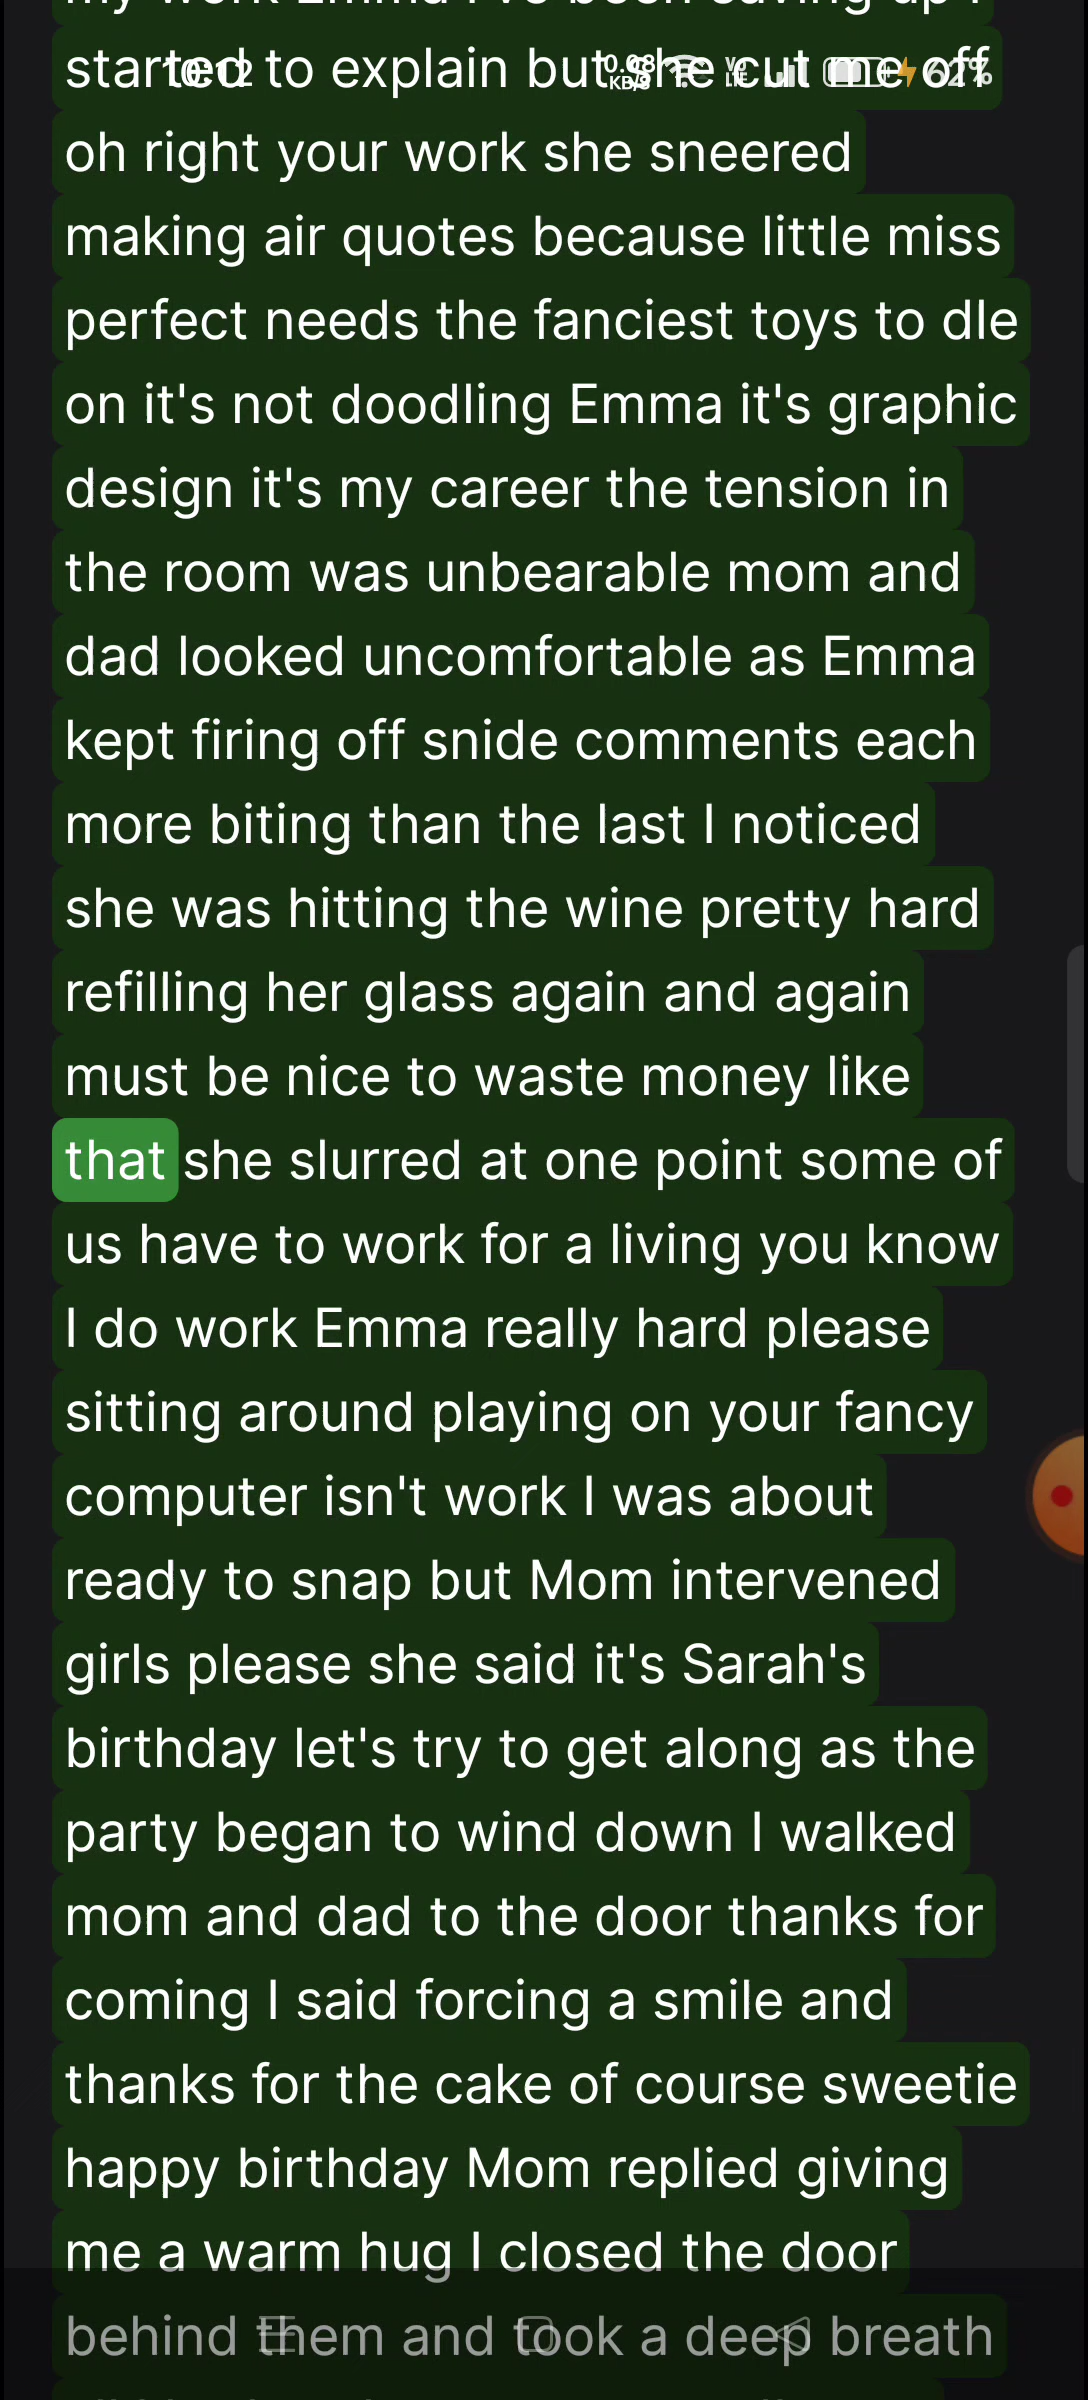 my work Emma I've been saving up I
started to explain but she cut me off
oh right your work she sneered
making air quotes because little miss
perfect needs the fanciest toys to dle
on it's not doodling Emma it's graphic
design it's my career the tension in
the room was unbearable mom and
dad looked uncomfortable as Emma
kept firing off snide comments each
more biting than the last I noticed
she was hitting the wine pretty hard
refilling her glass again and again
must be nice to waste money like
that she slurred at one point some of
us have to work for a living you know
I do work Emma really hard please
sitting around playing on your fancy
computer isn't work I was about
ready to snap but Mom intervened
girls please she said it's Sarah's
birthday let's try to get along as the
party began to wind down I walked
mom and dad to the door thanks for
coming I said forcing a smile and
thanks for the cake of course sweetie
happy birthday Mom replied giving
me a warm hug I closed the door
behind them and took a deep breath